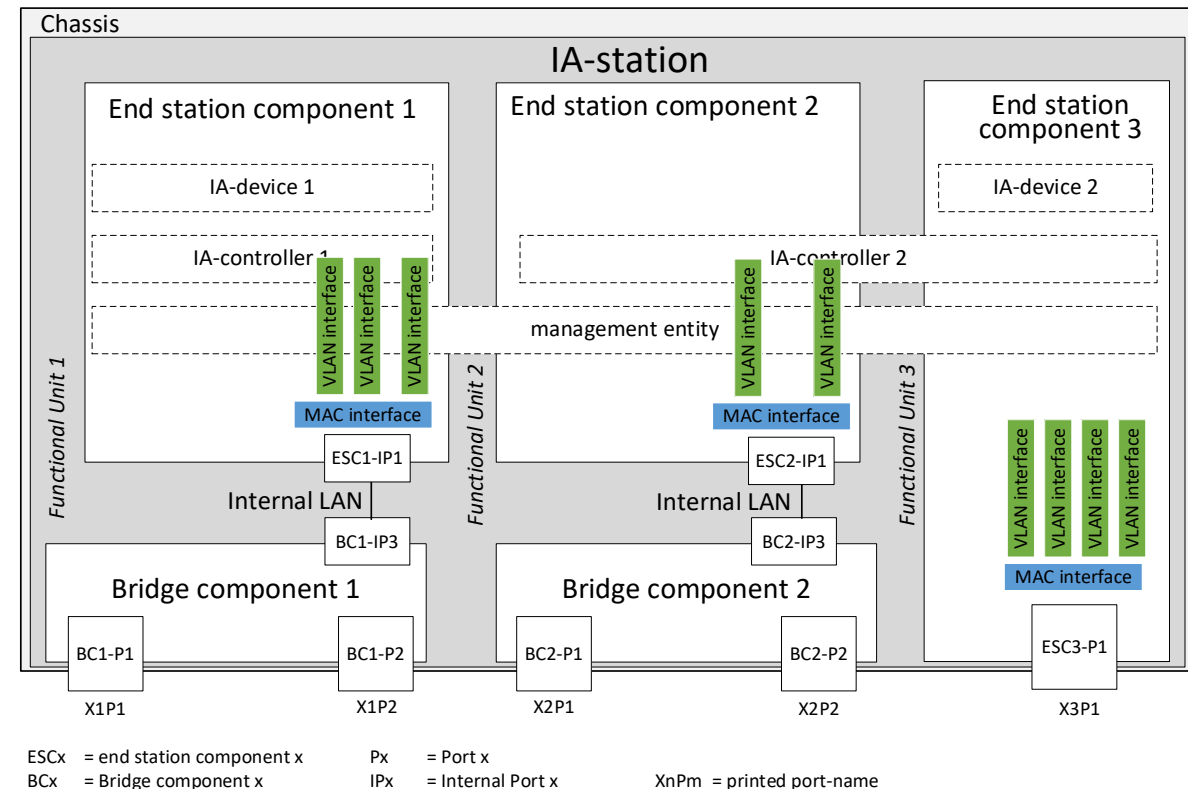 Chassis
IA-station
End station component 1
End station component 2
End station
component 3
IA-device 1
IA-device 2
IA-controller 1
IA-controller 2
VLAN interface
VLAN interface
VLAN interface
VLAN interface
VLAN interface
management entity
Functional Unit 1
Functional Unit 2
Functional Unit 3
MAC interface
MAC interface
VLAN interface
VLAN interface
VLAN interface
VLAN interface
ESC1-IP1
ESC2-IP1
Internal LAN
Internal LAN
BC1-IP3
BC2-IP3
MAC interface
Bridge component 1
Bridge component 2
BC1-P1
BC1-P2
BC2-P1
BC2-P2
ESC3-P1
X1P1
X1P2
X2P1
X2P2
X3P1
ESCx = end station component x Px = Port x
BCx = Bridge component x IPx = Internal Port x XnPm = printed port-name